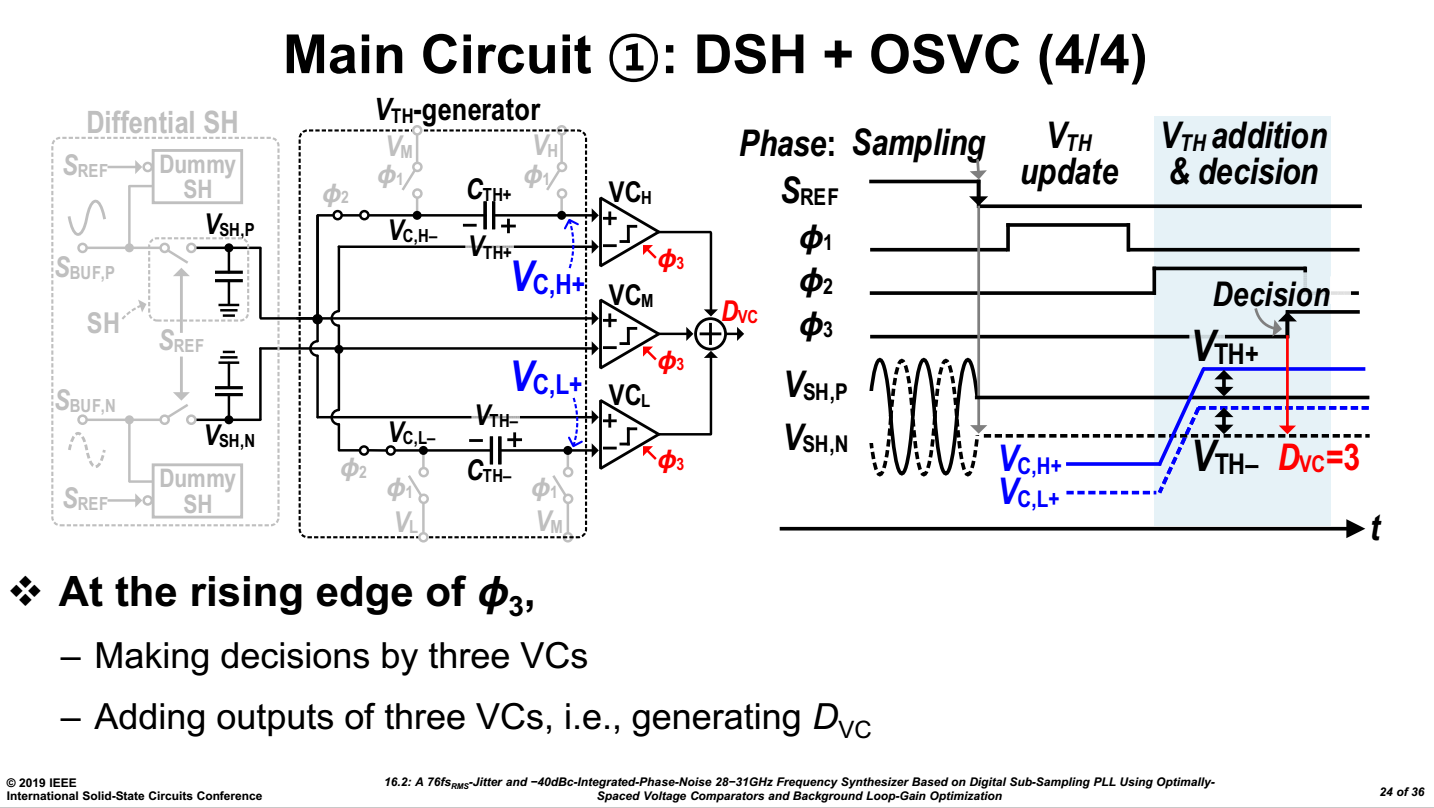 Main Circuit ①: DSH + OSVC (4/4)
Diffential SH
VTH-generator
SREF
Dummy SH
VSH,P
SBUF,P
SH
SREF
SBUF,N
VSH,N
SREF
Dummy SH
VM
VH
ϕ1
ϕ1
ϕ2
CTH+
− +
VC,H−
VTH+
VC,H+
VCH
+
−
ϕ3
VCM
+
−
ϕ3
DVC
VC,L+
VCL
+
−
ϕ3
VTH−
VC,L−
− +
ϕ2
CTH−
ϕ1
ϕ1
VL
VM
Phase: Sampling
VTH update
VTH addition & decision
SREF
ϕ1
ϕ2
Decision
ϕ3
VTH+
VSH,P
VSH,N
VC,H+
VC,L+
VTH−
DVC=3
t
❖ At the rising edge of ϕ3,
– Making decisions by three VCs
– Adding outputs of three VCs, i.e., generating DVC
© 2019 IEEE
International Solid-State Circuits Conference
16.2: A 76fsRMS-Jitter and −40dBc-Integrated-Phase-Noise 28−31GHz Frequency Synthesizer Based on Digital Sub-Sampling PLL Using Optimally-
Spaced Voltage Comparators and Background Loop-Gain Optimization
24 of 36